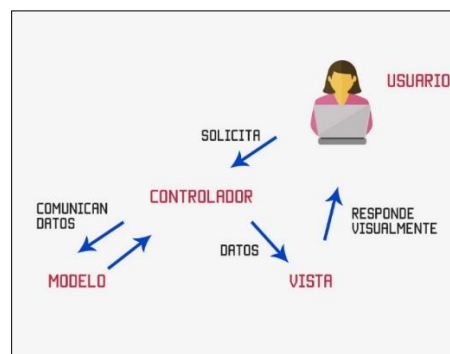 USUARIO
SOLICITA
CONTROLADOR
COMUNICAN
DATOS
RESPONDE
VISUALMENTE
DATOS
MODELO
VISTA